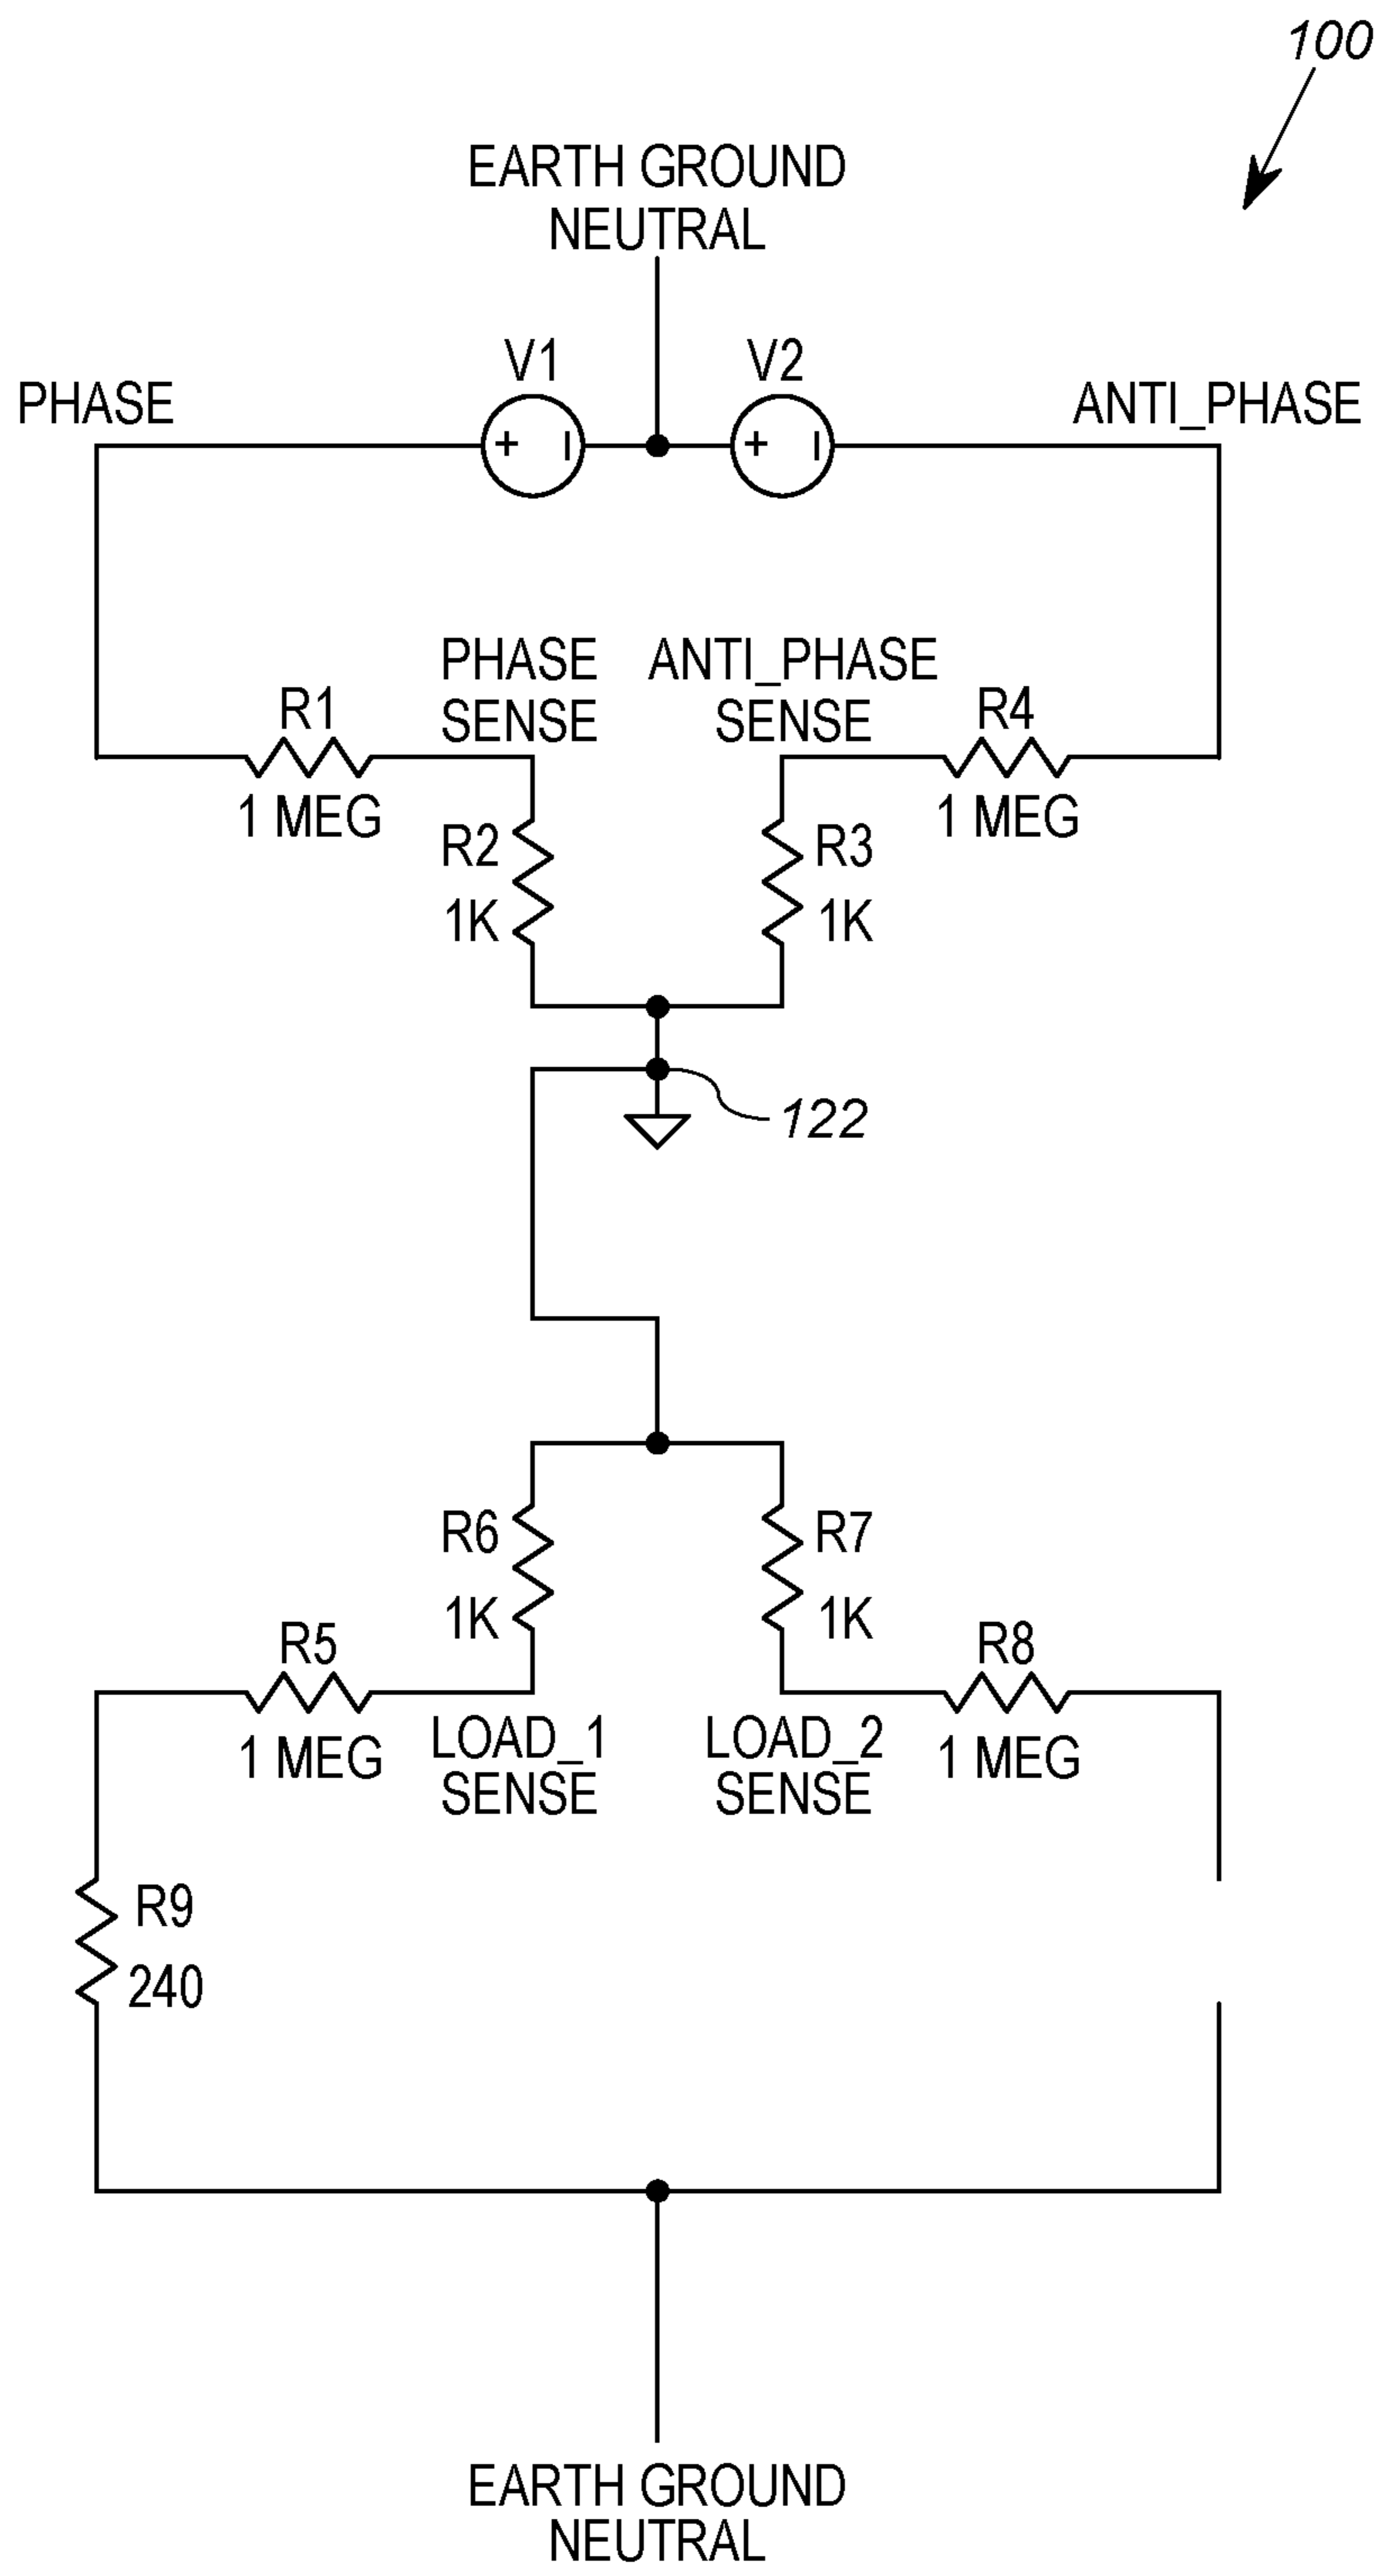 100
EARTH GROUND
NEUTRAL
V1
V2
PHASE
ANTI_PHASE
+
+
PHASE
SENSE
ANTI_PHASE
SENSE
R1
1 MEG
R4
1 MEG
R2
1K
R3
1K
122
R6
1K
R7
1K
R5
1 MEG
R8
1 MEG
LOAD_1
SENSE
LOAD_2
SENSE
R9
240
EARTH GROUND
NEUTRAL